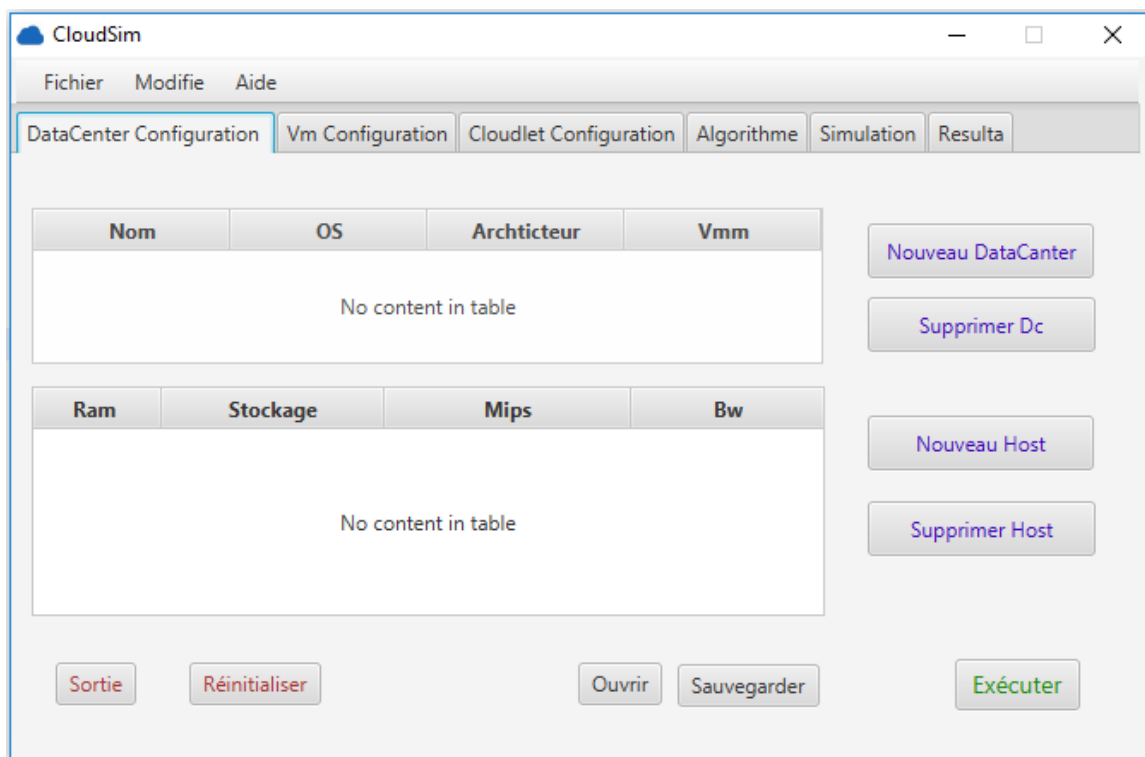 CloudSim
Fichier Modifie Aide
DataCenter Configuration Vm Configuration Cloudlet Configuration Algorithme Simulation Resulta
Nom OS Archticteur Vmm
No content in table
Nouveau DataCanter
Supprimer Dc
Ram Stockage Mips Bw
No content in table
Nouveau Host
Supprimer Host
Sortie Réinitialiser Ouvrir Sauvegarder Exécuter